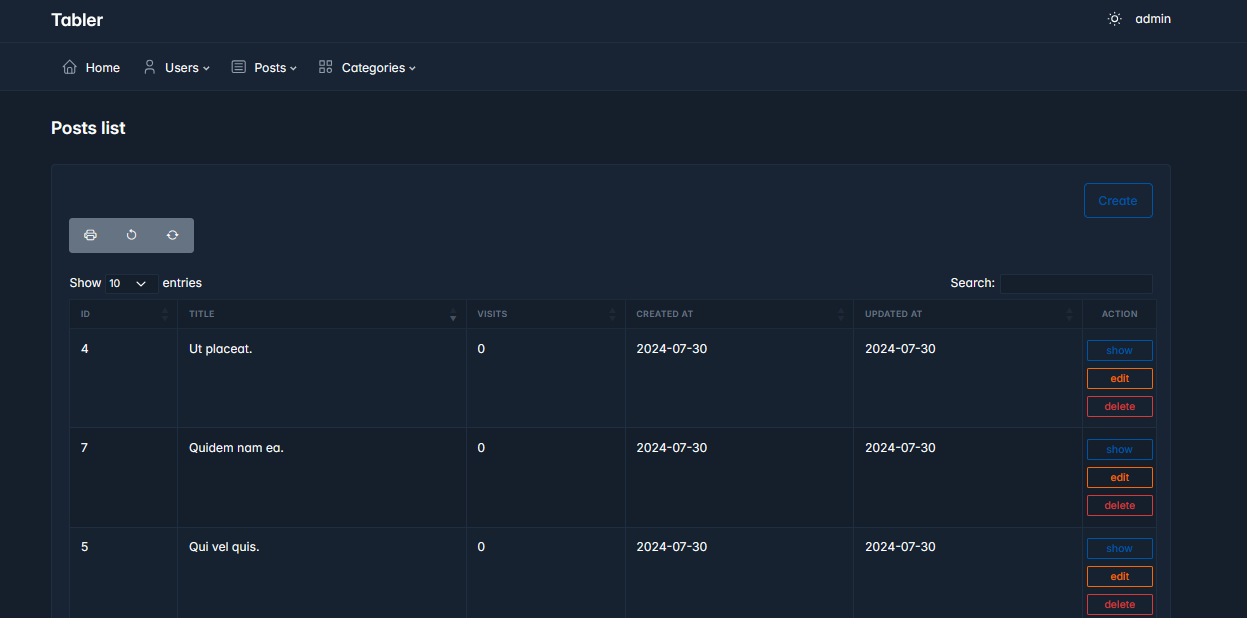 Tabler
admin
Home Users Posts Categories
Posts list
Create
Show 10 entries
Search:
ID TITLE VISITS CREATED AT UPDATED AT ACTION
4 Ut placeat. 0 2024-07-30 2024-07-30 show
edit
delete
7 Quidem nam ea. 0 2024-07-30 2024-07-30 show
edit
delete
5 Qui vel quis. 0 2024-07-30 2024-07-30 show
edit
delete